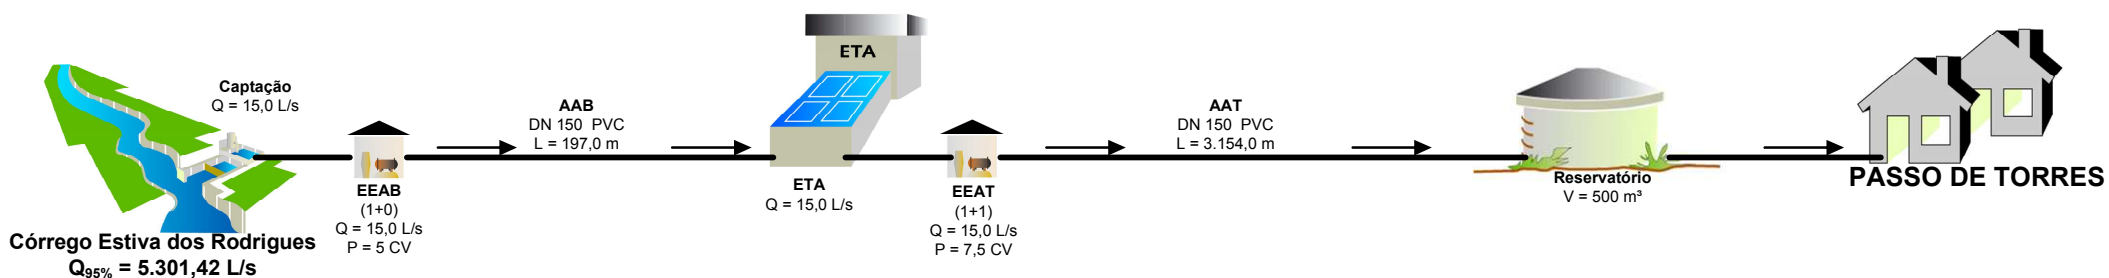 Captação
Q = 15,0 L/s
Córrego Estiva dos Rodrigues
Q95% = 5.301,42 L/s
EEAB
(1+0)
Q = 15,0 L/s
P = 5 CV
AAB
DN 150  PVC
L = 197,0 m
ETA
ETA
Q = 15,0 L/s
EEAT
(1+1)
Q = 15,0 L/s
P = 7,5 CV
AAT
DN 150  PVC
L = 3.154,0 m
Reservatório
V = 500 m³
PASSO DE TORRES